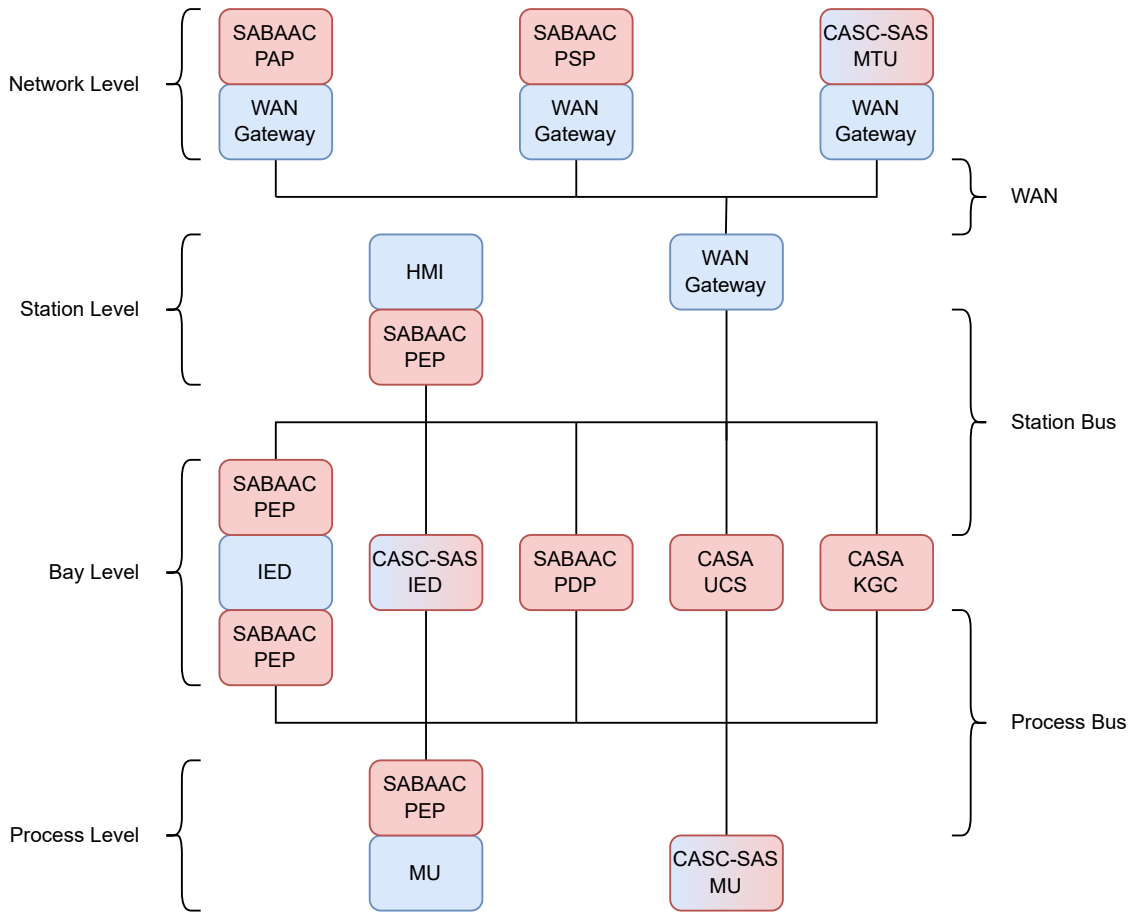 SABAAC
PAP
SABAAC
PSP
CASC-SAS
MTU
Network Level
WAN
Gateway
WAN
Gateway
WAN
Gateway
WAN
HMI
WAN
Gateway
Station Level
SABAAC
PEP
Station Bus
SABAAC
PEP
Bay Level
IED
CASC-SAS
IED
SABAAC
PDP
CASA
UCS
CASA
KGC
SABAAC
PEP
Process Bus
SABAAC
PEP
Process Level
MU
CASC-SAS
MU